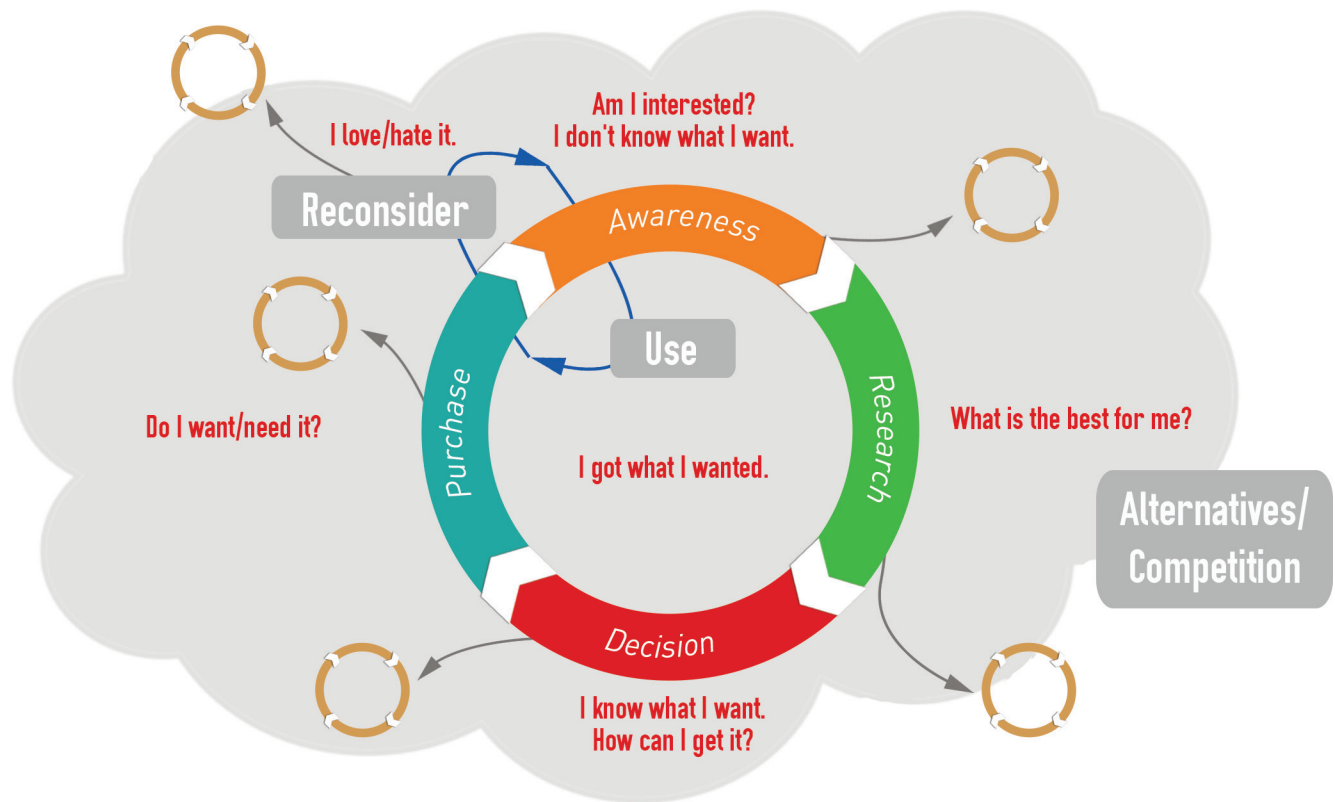 Am I interested?
I don't know what I want.
I love/hate it.
Reconsider
Awareness
Use
Purchase
Research
Do I want/need it?
What is the best for me?
I got what I wanted.
Alternatives/
Competition
Decision
I know what I want.
How can I get it?